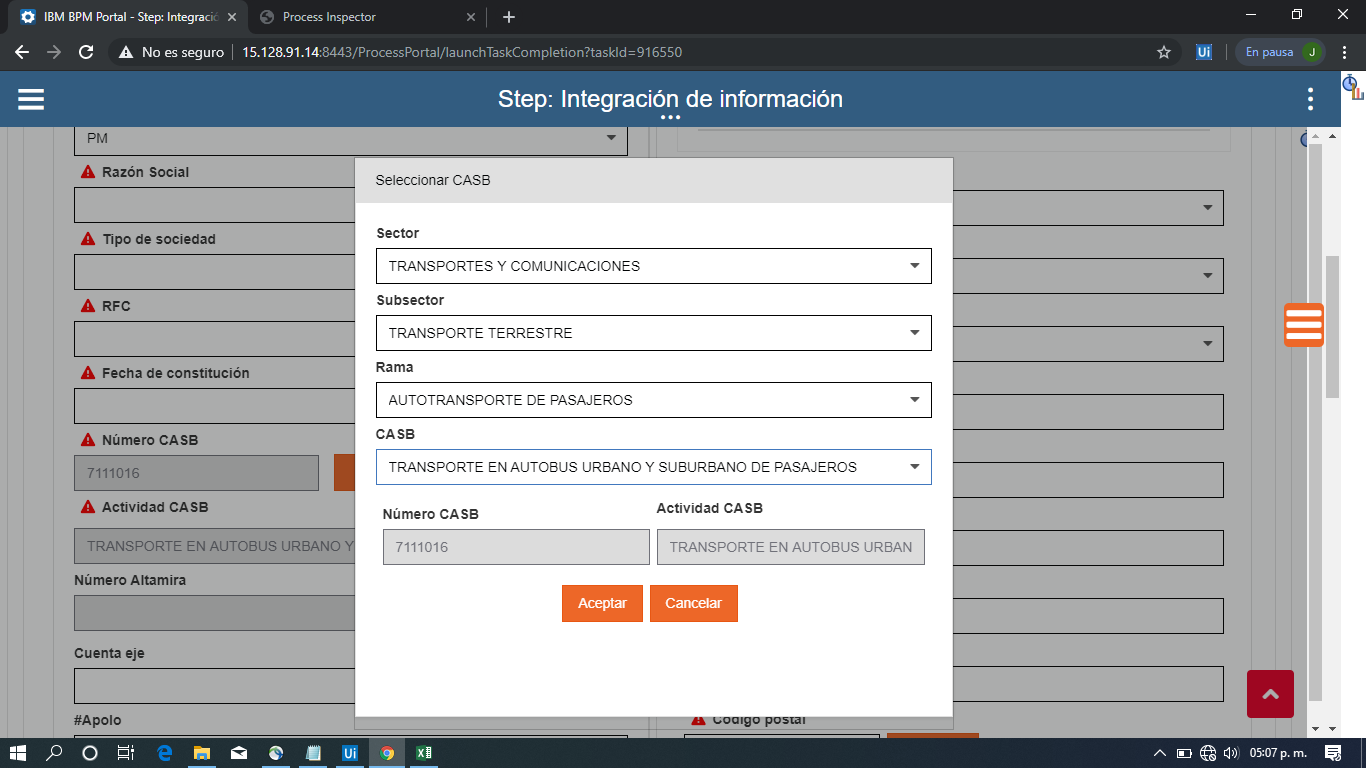 IBM BPM Portal - Step: Integració
Process Inspector
No es seguro
15.128.91.14:8443/ProcessPortal/launchTaskCompletion?taskId=916550
Ui
En pausa
J
Step: Integración de información
PM
Razón Social
Tipo de sociedad
RFC
Fecha de constitución
Número CASB
7111016
Actividad CASB
TRANSPORTE EN AUTOBUS URBANO Y
Número Altamira
Cuenta eje
#Apolo
Seleccionar CASB
Sector
TRANSPORTES Y COMUNICACIONES
Subsector
TRANSPORTE TERRESTRE
Rama
AUTOTRANSPORTE DE PASAJEROS
CASB
TRANSPORTE EN AUTOBUS URBANO Y SUBURBANO DE PASAJEROS
Número CASB
Actividad CASB
7111016
TRANSPORTE EN AUTOBUS URBAN
Aceptar
Cancelar
Código postal
Ui
05:07 p. m.